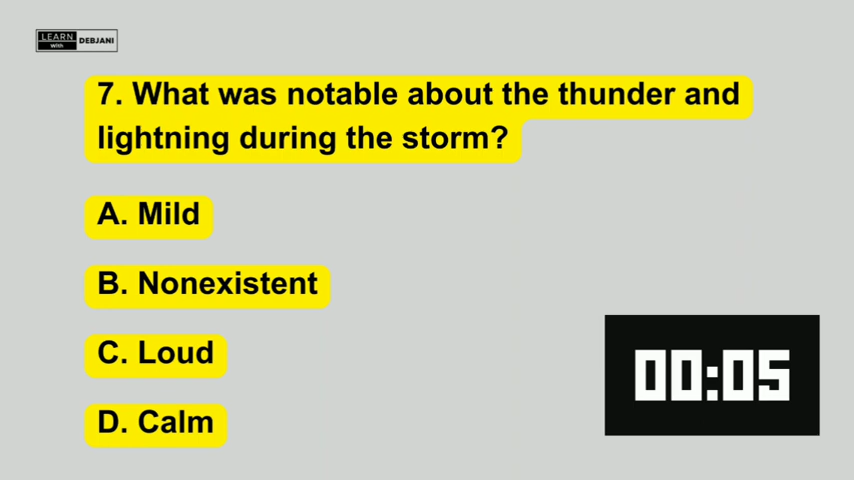 LEARN
With
DEBJANI
7. What was notable about the thunder and
lightning during the storm?
A. Mild
B. Nonexistent
C. Loud
D. Calm
00:05